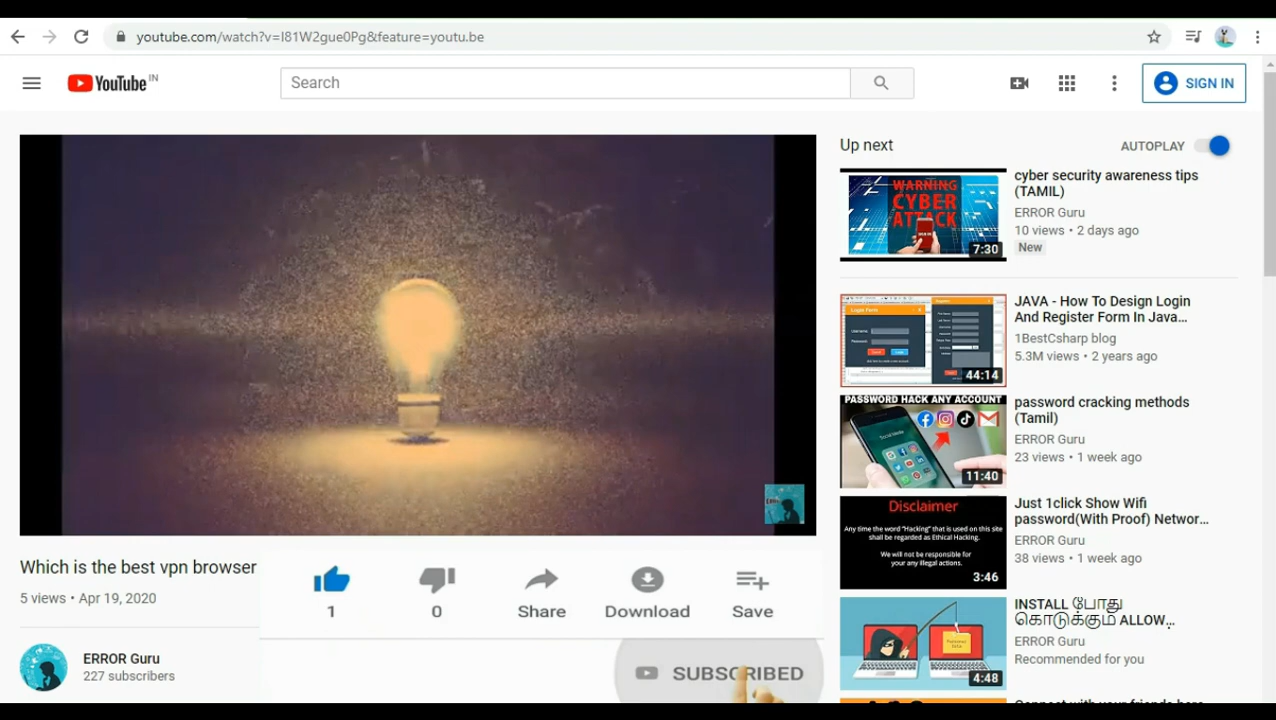 youtube.com/watch?v=I81W2gue0Pg&feature=youtu.be
YouTube IN
Search
SIGN IN
Up next
AUTOPLAY
WARNING
CYBER
ATTACK
7:30
cyber security awareness tips
(TAMIL)
ERROR Guru
10 views • 2 days ago
New
Login Form
Register
44:14
JAVA - How To Design Login
And Register Form In Java...
1BestCsharp blog
5.3M views • 2 years ago
PASSWORD HACK ANY ACCOUNT
11:40
password cracking methods
(Tamil)
ERROR Guru
23 views • 1 week ago
Disclaimer
Any time the word "Hacking" that is used on this site
shall be regarded as Ethical Hacking.
We will not be responsible for
your any illegal actions.
3:46
Just 1click Show Wifi
password(With Proof) Networ...
ERROR Guru
38 views • 1 week ago
4:48
INSTALL போது
கொடுக்கும் ALLOW...
ERROR Guru
Recommended for you
Which is the best vpn browser
5 views • Apr 19, 2020
1
0
Share
Download
Save
ERROR Guru
227 subscribers
SUBSCRIBED